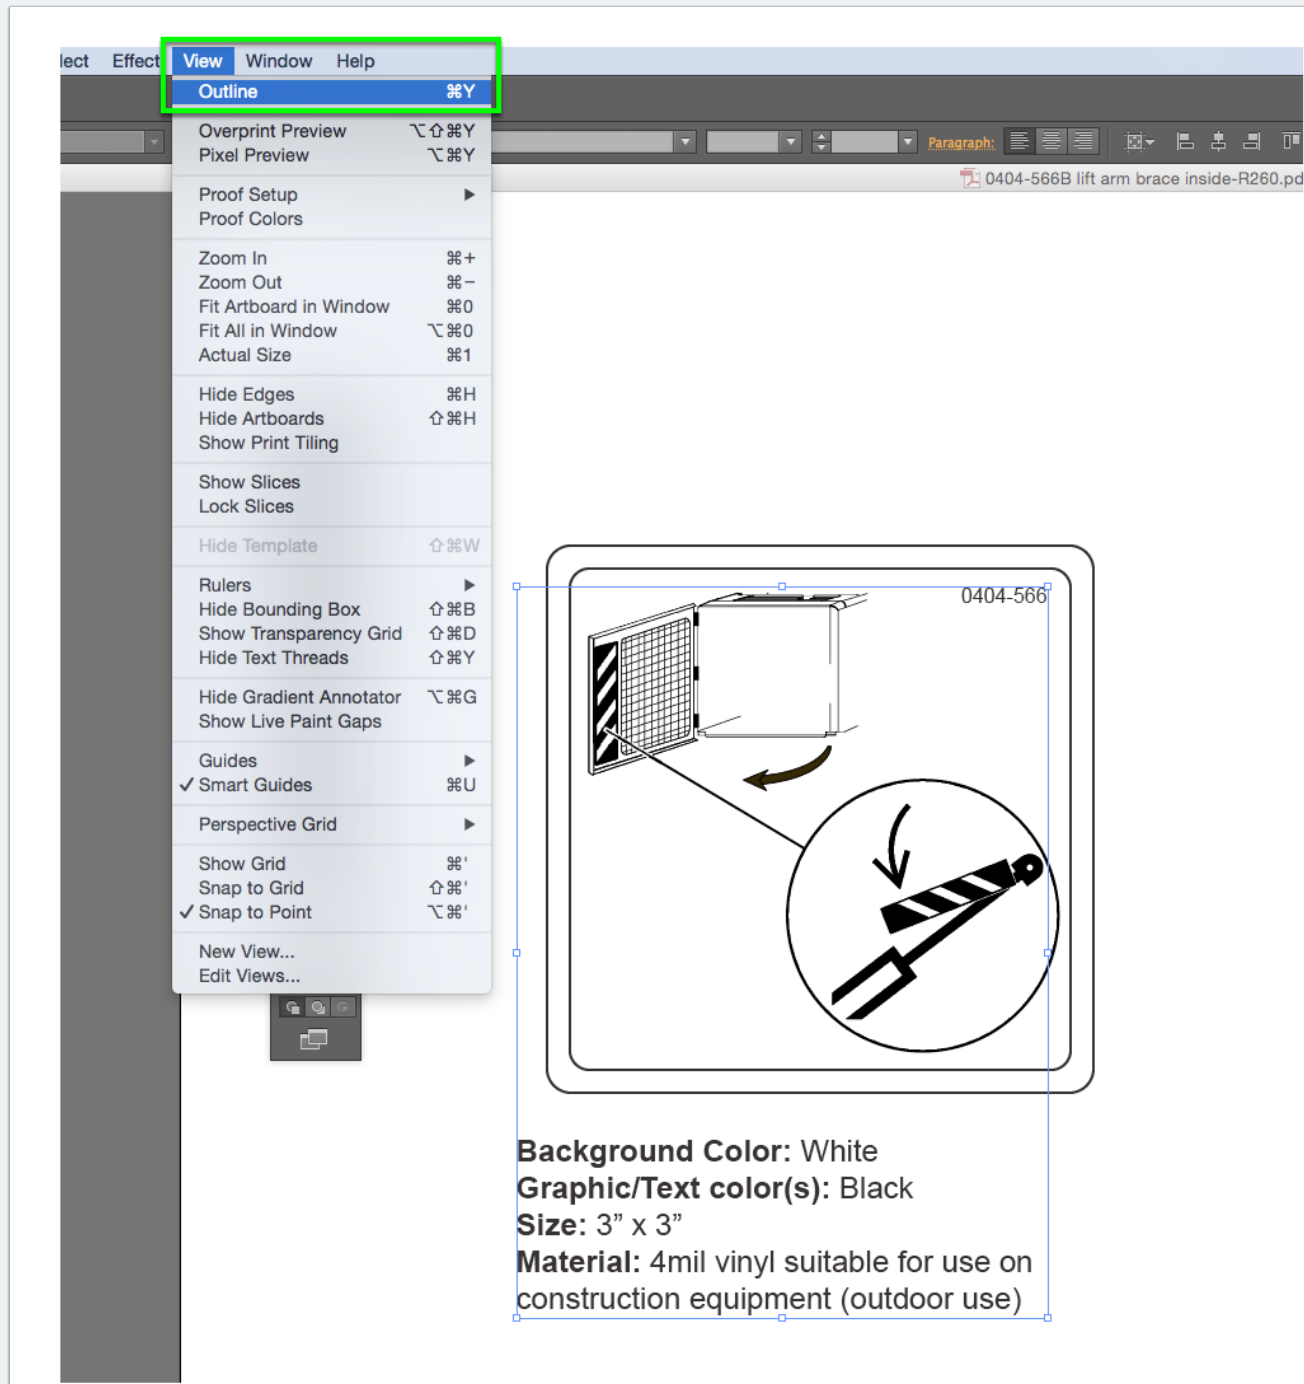 lect Effect View Window Help
Outline ⌘Y
Overprint Preview ⌥⇧⌘Y
Pixel Preview ⌥⌘Y
Paragraph:
0404-566B lift arm brace inside-R260.pd
Proof Setup
Proof Colors
Zoom In ⌘+
Zoom Out ⌘−
Fit Artboard in Window ⌘0
Fit All in Window ⌥⌘0
Actual Size ⌘1
Hide Edges ⌘H
Hide Artboards ⇧⌘H
Show Print Tiling
Show Slices
Lock Slices
Hide Template ⇧⌘W
Rulers
Hide Bounding Box ⇧⌘B
Show Transparency Grid ⇧⌘D
Hide Text Threads ⇧⌘Y
Hide Gradient Annotator ⌥⌘G
Show Live Paint Gaps
Guides
✓ Smart Guides ⌘U
Perspective Grid
Show Grid ⌘'
Snap to Grid ⇧⌘'
✓ Snap to Point ⌥⌘'
New View...
Edit Views...
0404-566
Background Color: White
Graphic/Text color(s): Black
Size: 3” x 3”
Material: 4mil vinyl suitable for use on
construction equipment (outdoor use)